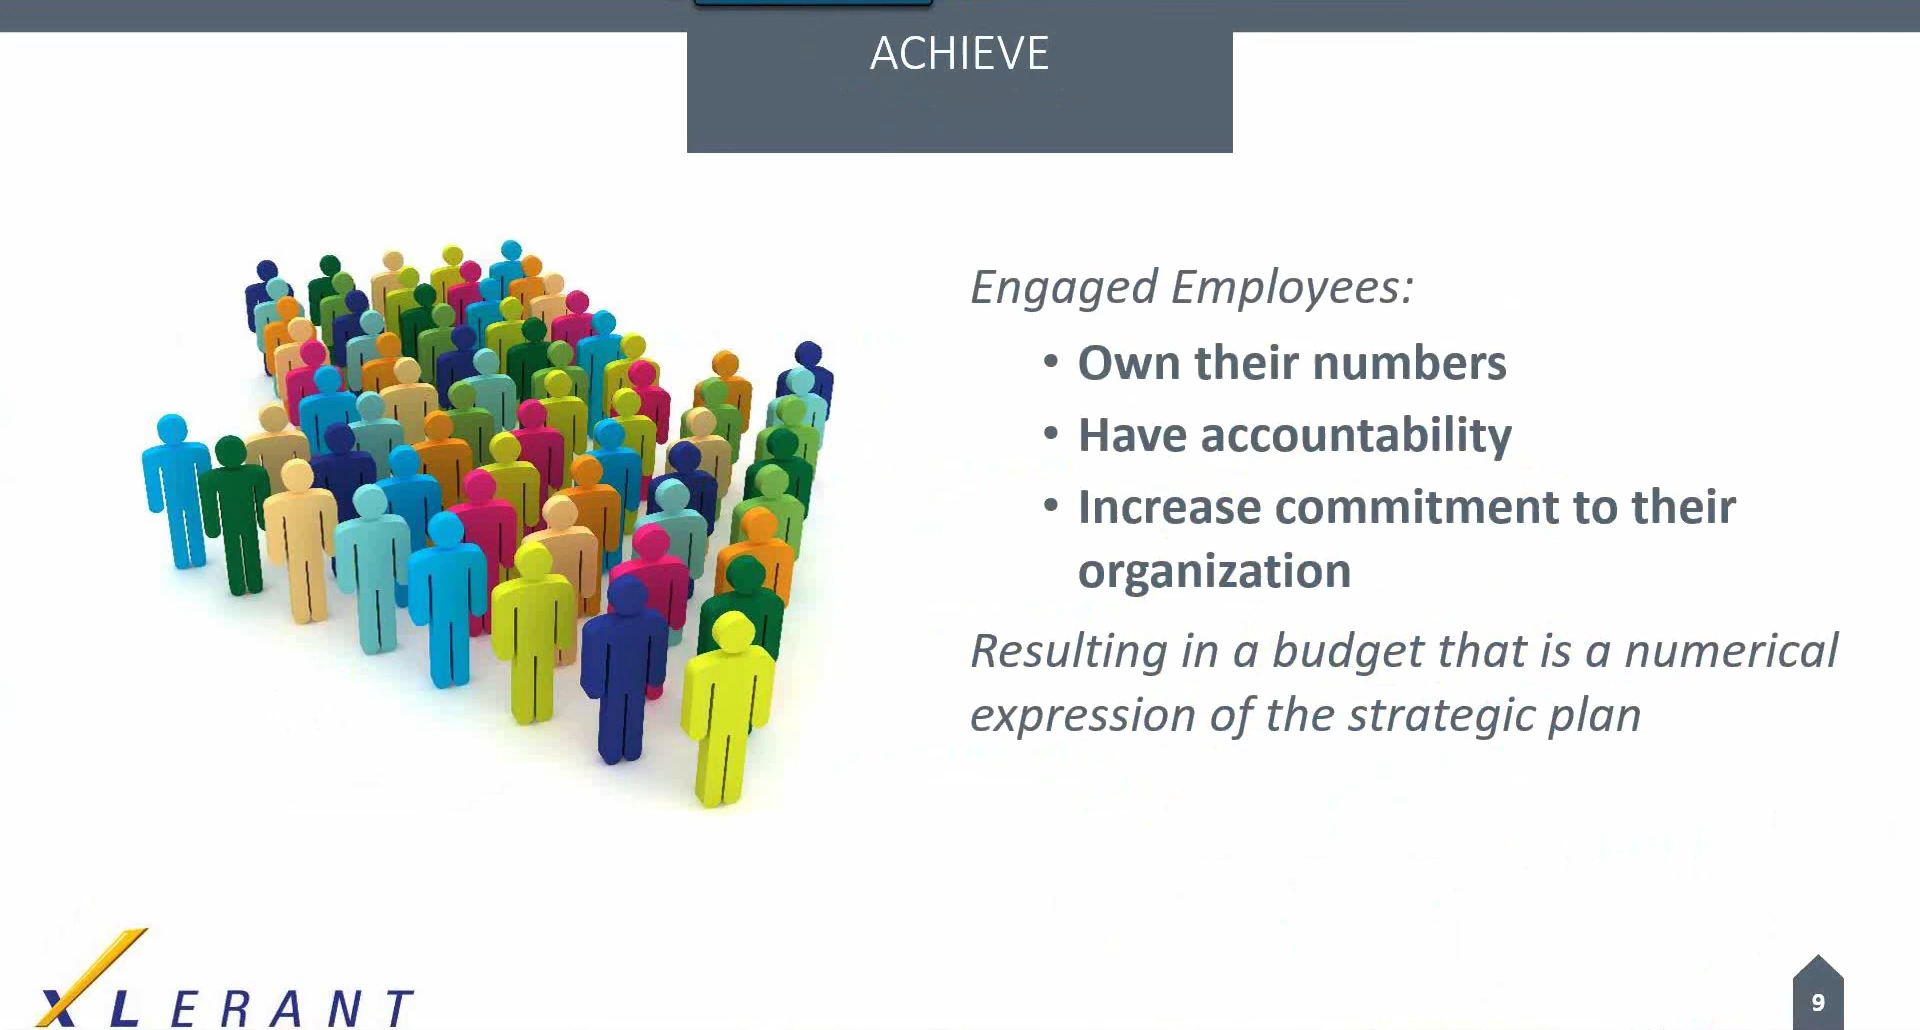 ACHIEVE
Engaged Employees:
• Own their numbers
• Have accountability
• Increase commitment to their
organization
Resulting in a budget that is a numerical
expression of the strategic plan
XLERANT
9